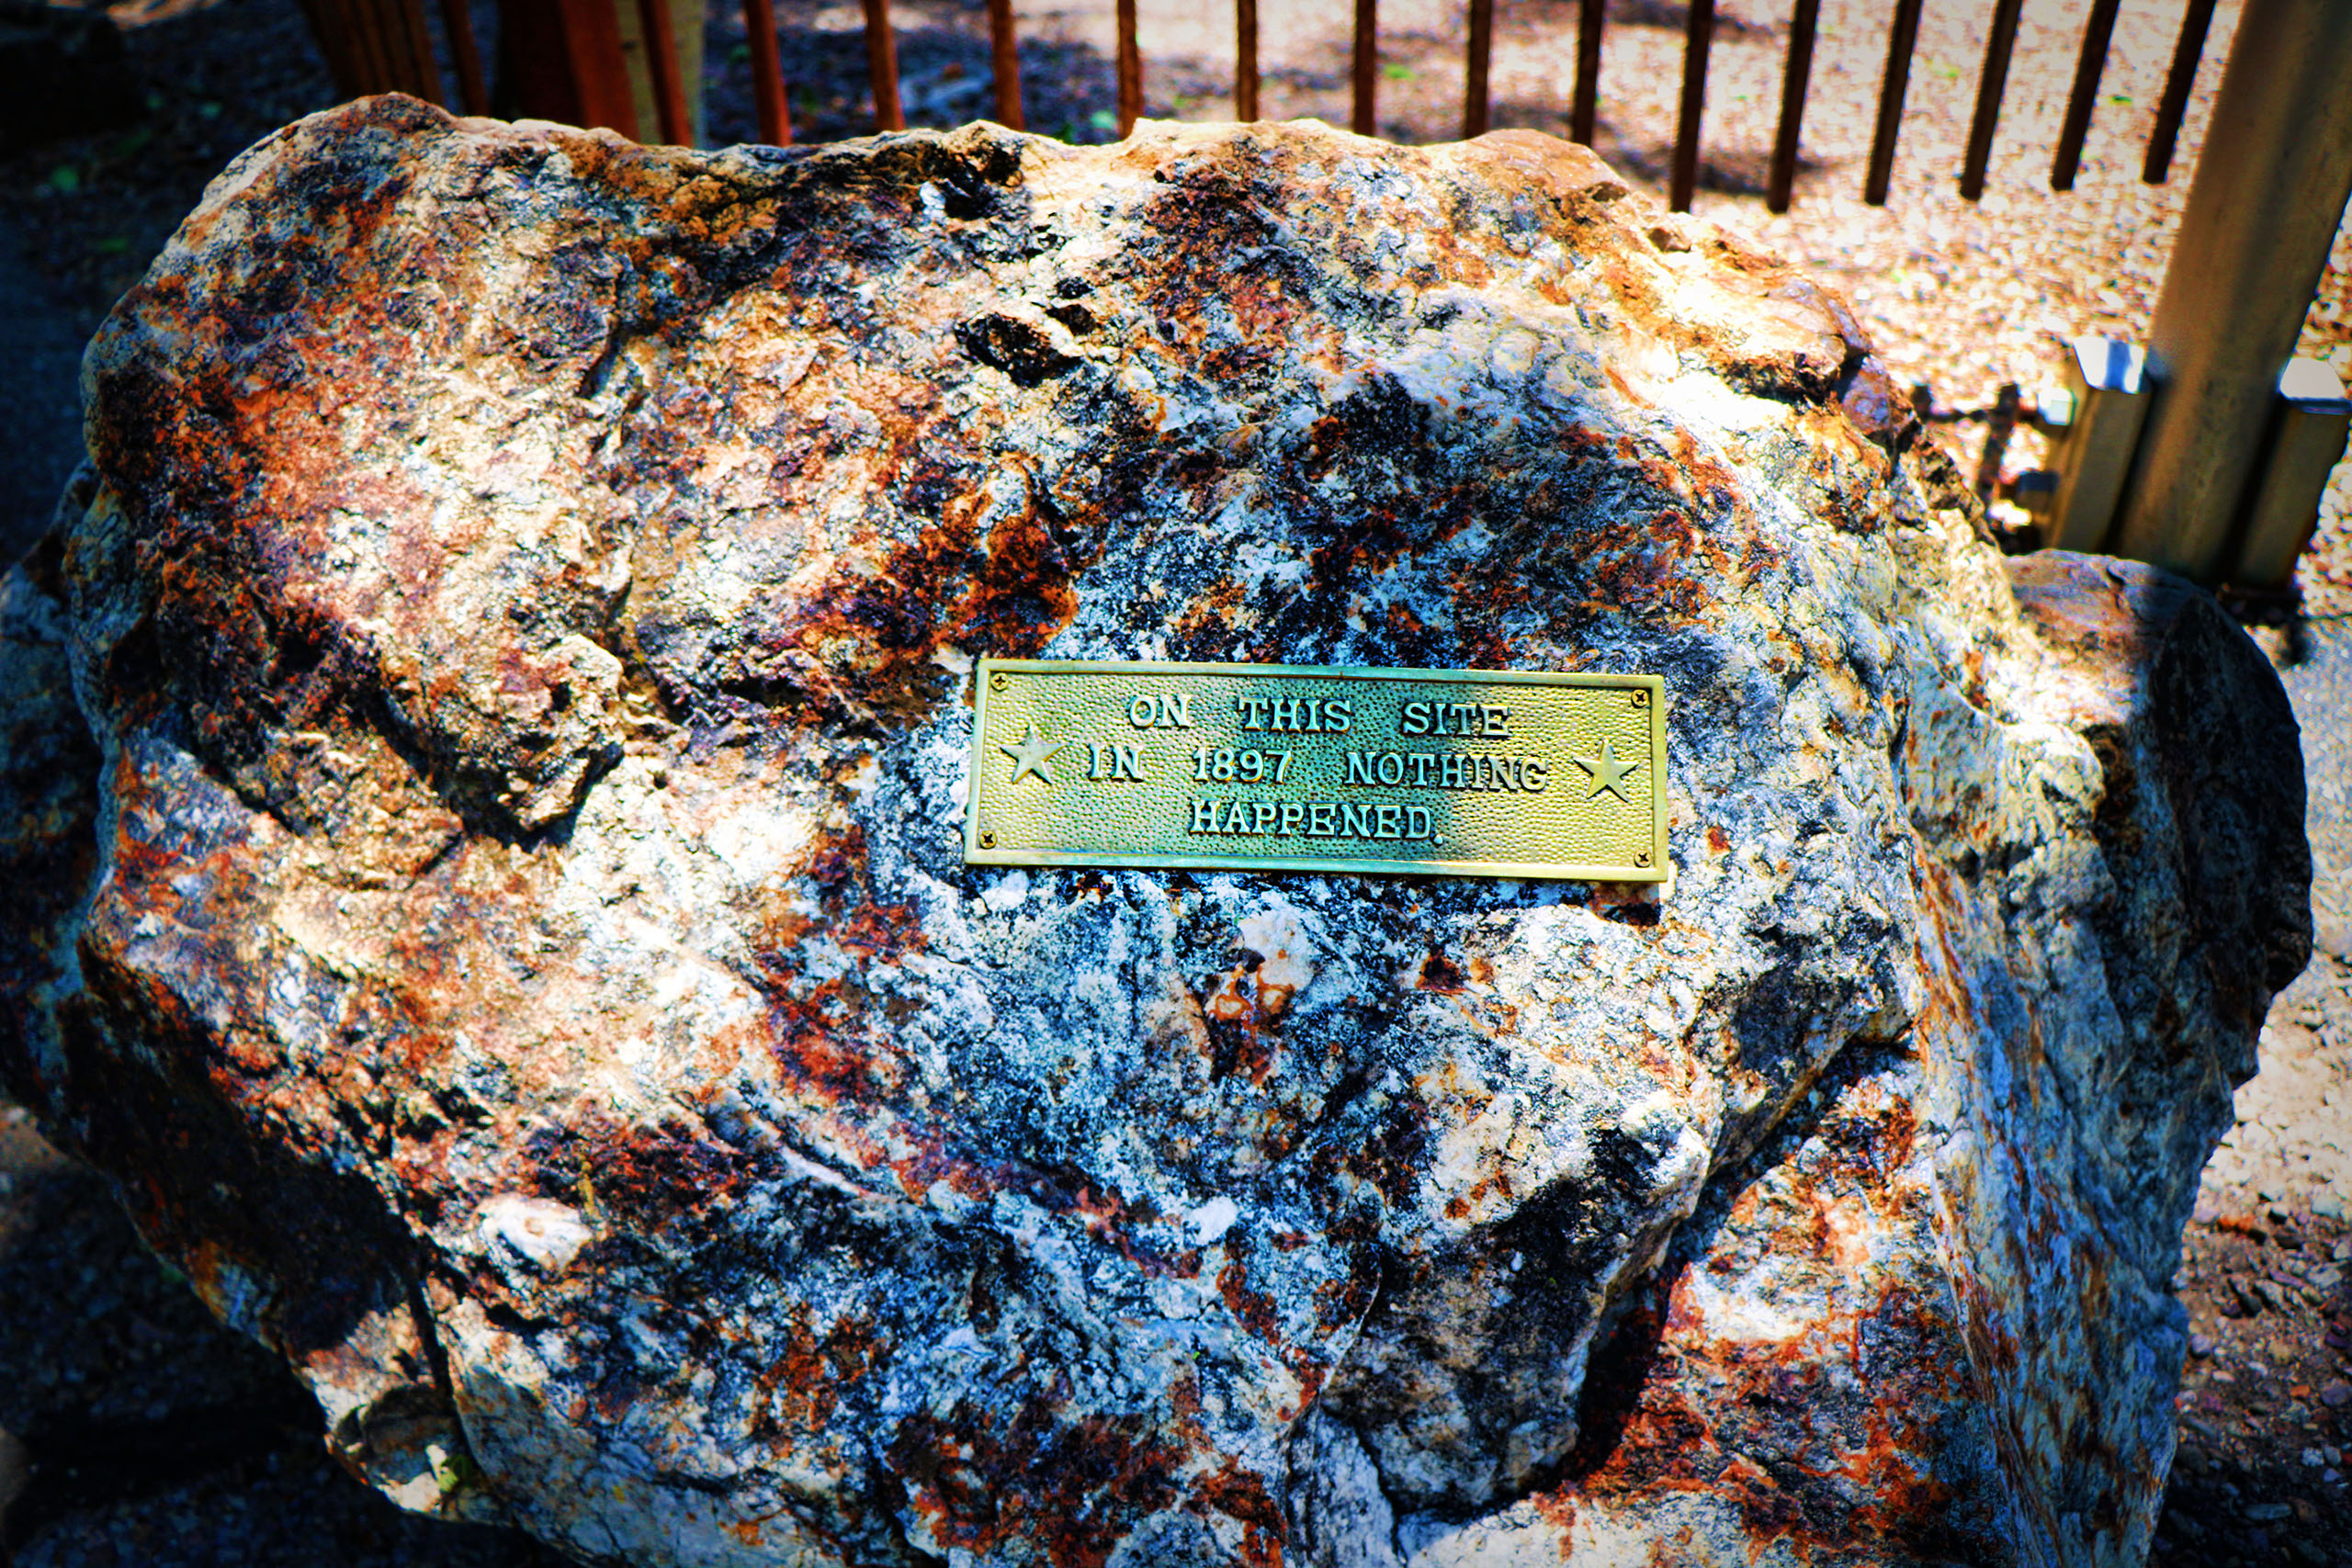 ON THIS SITE
IN 1897 NOTHING
HAPPENED.